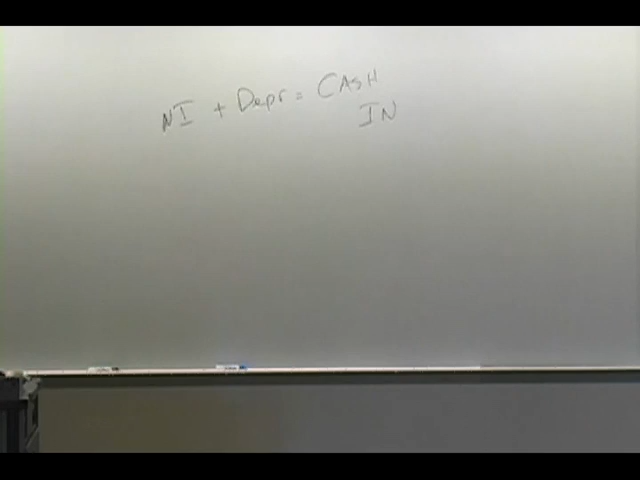 NI + Depr = CASH
IN